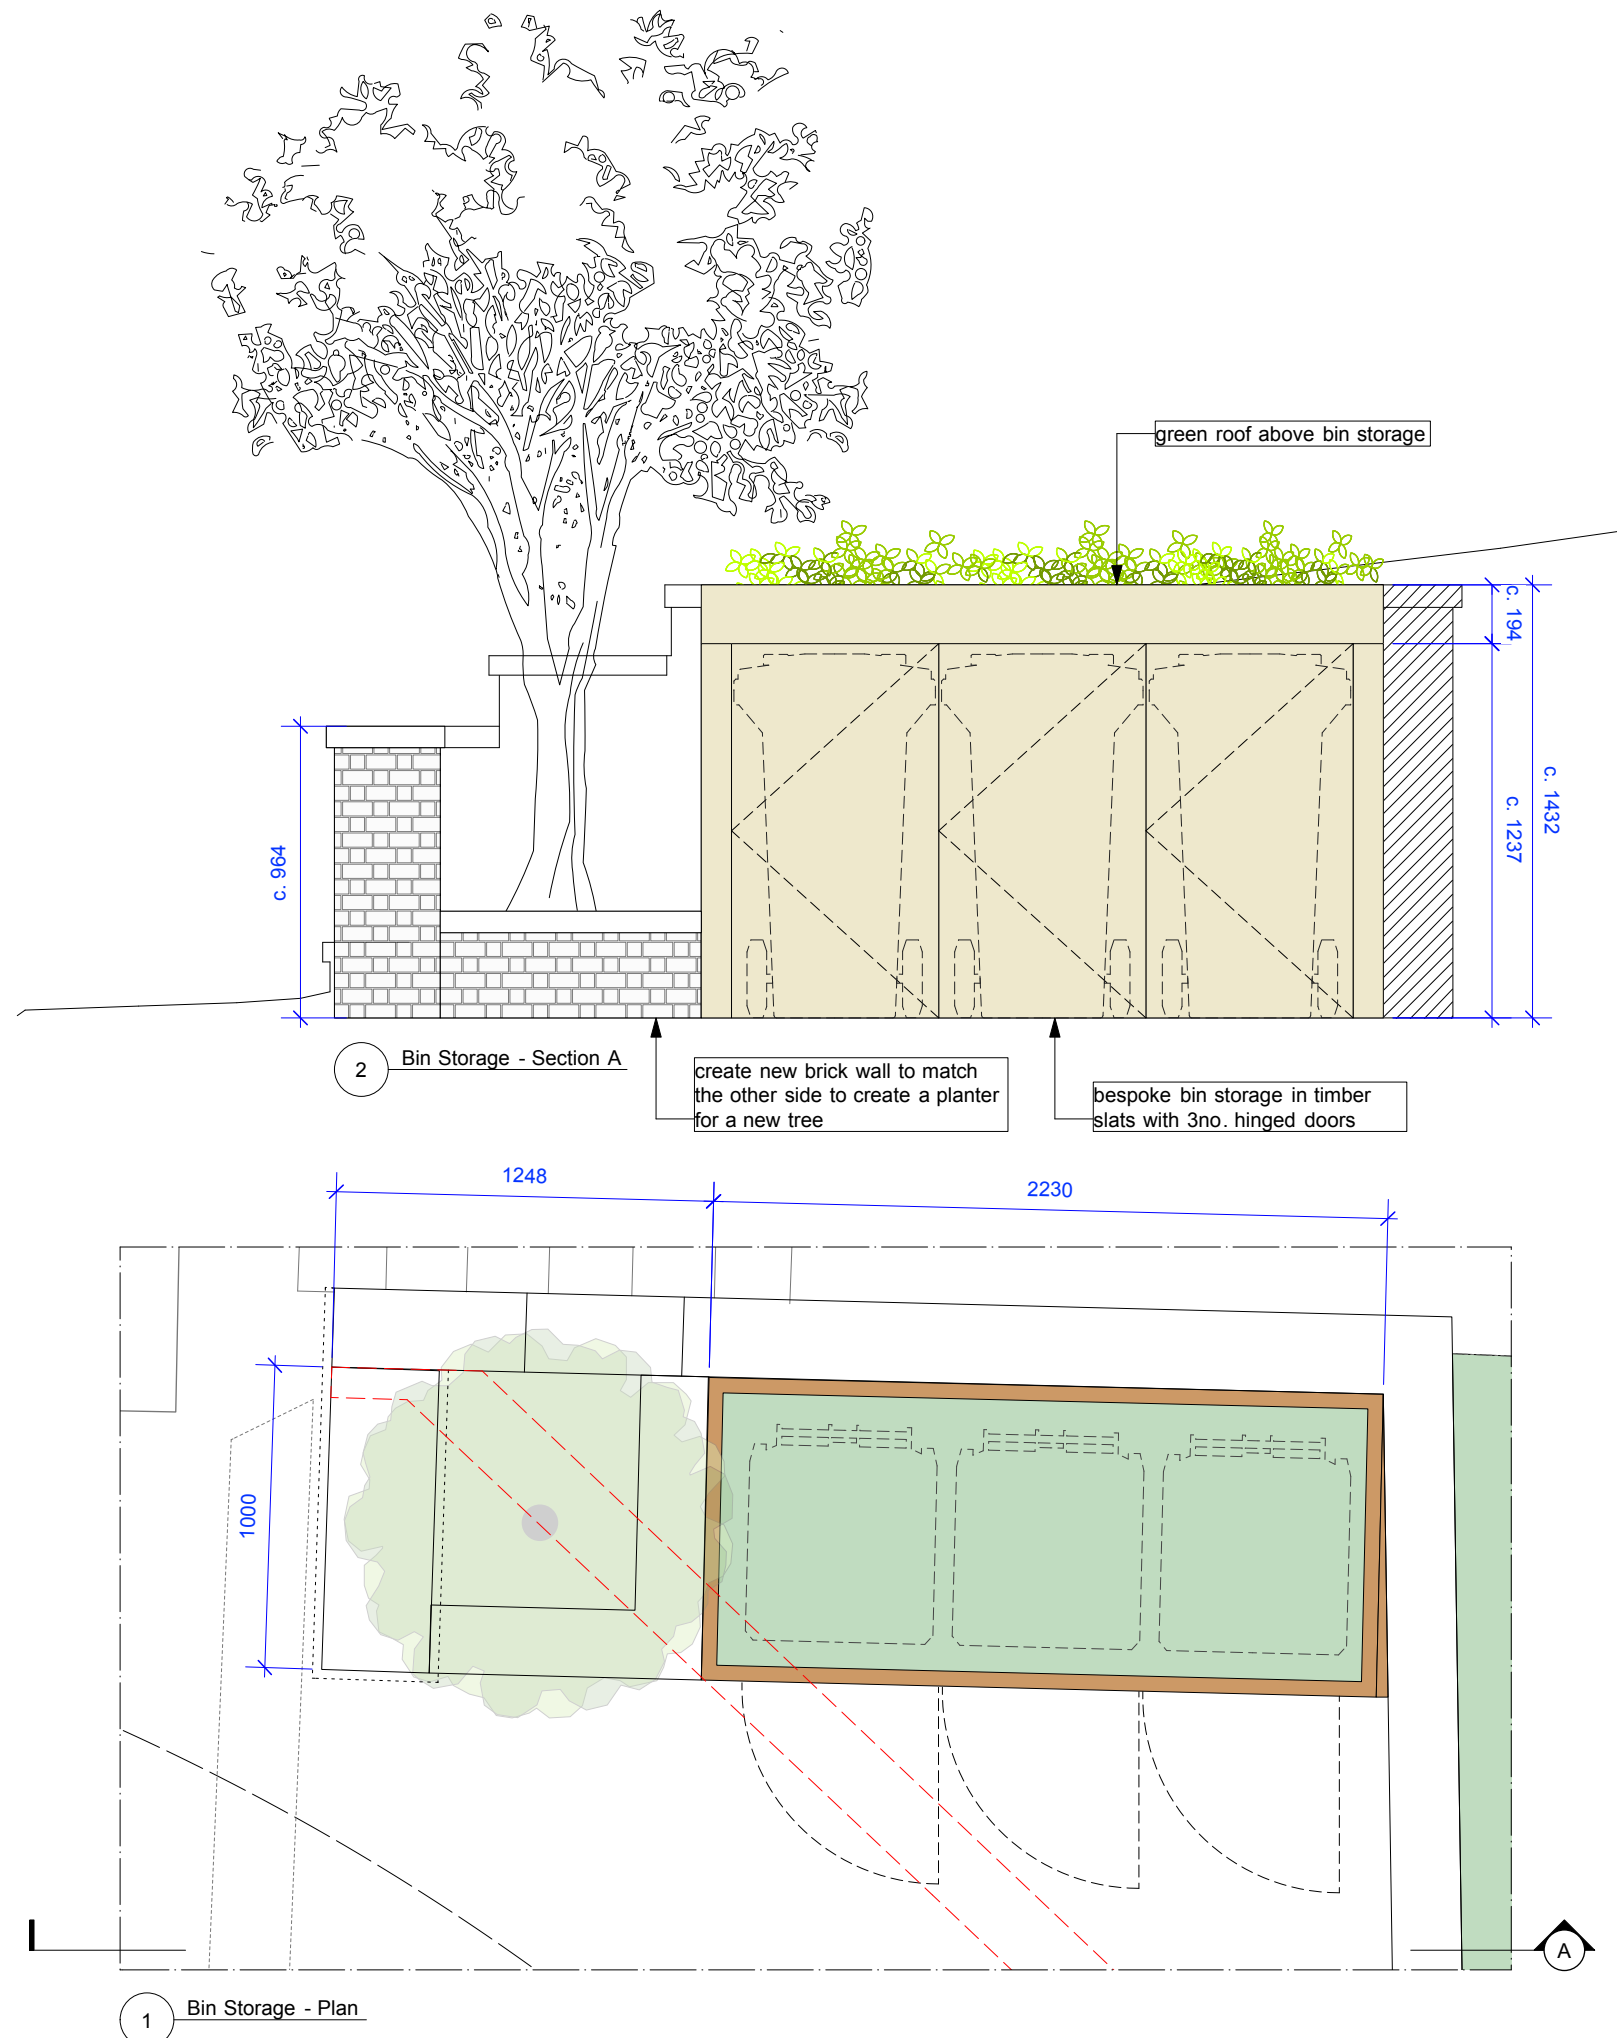 green roof above bin storage
c. 194
c. 1432
c. 1237
c. 964
2
Bin Storage - Section A
create new brick wall to match
the other side to create a planter
for a new tree
bespoke bin storage in timber
slats with 3no. hinged doors
1248
2230
1000
A
1
Bin Storage - Plan